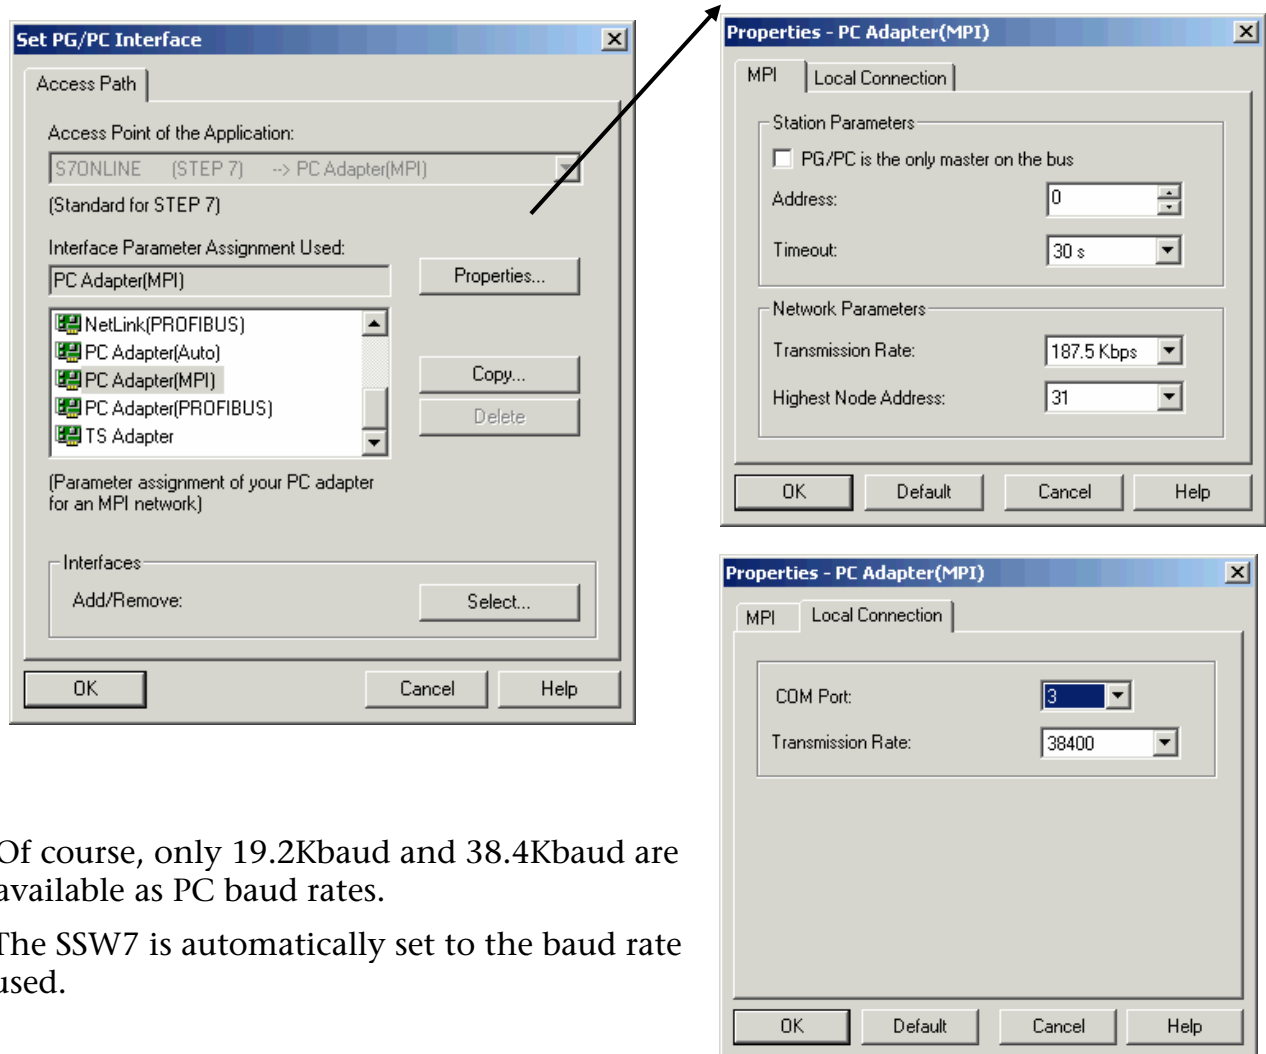 Set PG/PC Interface
Access Path
Access Point of the Application:
S7ONLINE (STEP 7) --> PC Adapter(MPI)
(Standard for STEP 7)
Interface Parameter Assignment Used:
PC Adapter(MPI)
Properties...
NetLink(PROFIBUS)
PC Adapter(Auto)
PC Adapter(MPI)
PC Adapter(PROFIBUS)
TS Adapter
Copy...
Delete
(Parameter assignment of your PC adapter
for an MPI network)
Interfaces
Add/Remove:
Select...
OK
Cancel
Help
Properties - PC Adapter(MPI)
MPI
Local Connection
Station Parameters
PG/PC is the only master on the bus
Address:
0
Timeout:
30 s
Network Parameters
Transmission Rate:
187.5 Kbps
Highest Node Address:
31
OK
Default
Cancel
Help
Properties - PC Adapter(MPI)
MPI
Local Connection
COM Port:
3
Transmission Rate:
38400
OK
Default
Cancel
Help
Of course, only 19.2Kbaud and 38.4Kbaud are
available as PC baud rates.
The SSW7 is automatically set to the baud rate
used.